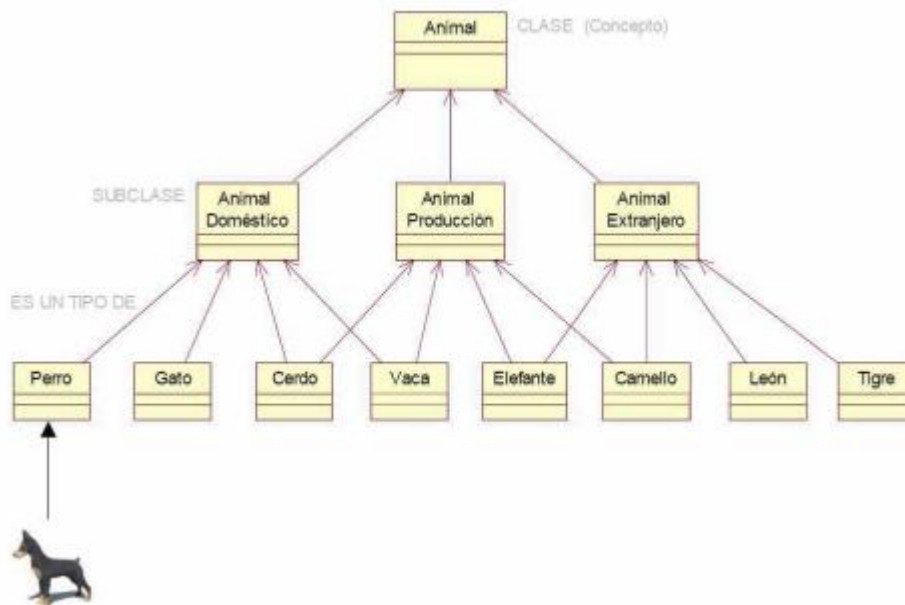 Animal
CLASE (Concepto)
SUBCLASE
Animal
Doméstico
Animal
Producción
Animal
Extranjero
ES UN TIPO DE
Perro
Gato
Cerdo
Vaca
Elefante
Camello
León
Tigre